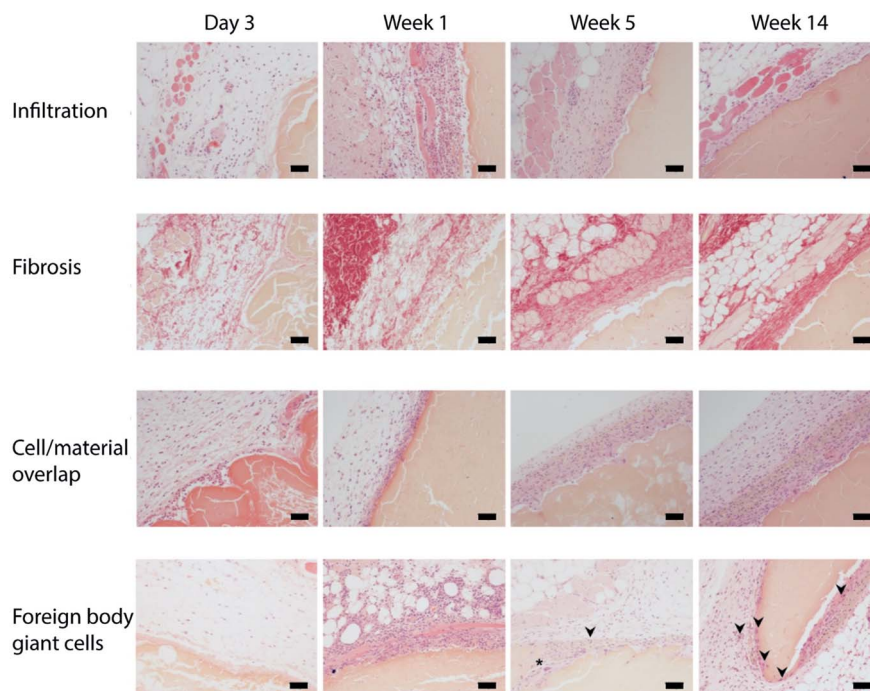 Day 3
Week 1
Week 5
Week 14
Infiltration
Fibrosis
Cell/material
overlap
Foreign body
giant cells
*